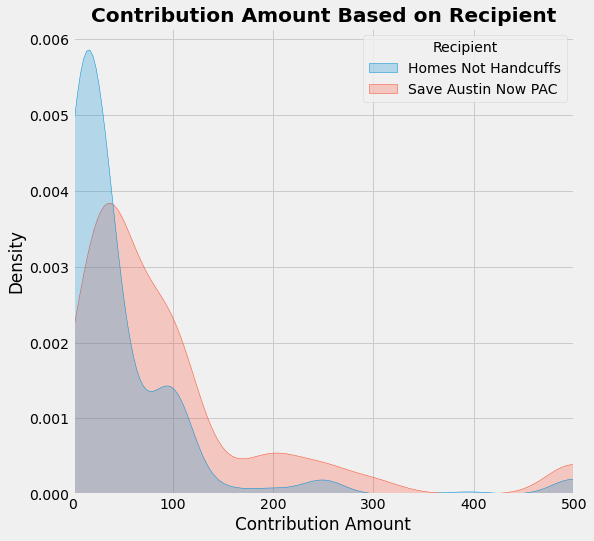 Contribution Amount Based on Recipient
Recipient
Homes Not Handcuffs
Save Austin Now PAC
0.006
0.005
0.004
0.003
0.002
0.001
0.000
Density
0
100
200
300
400
500
Contribution Amount